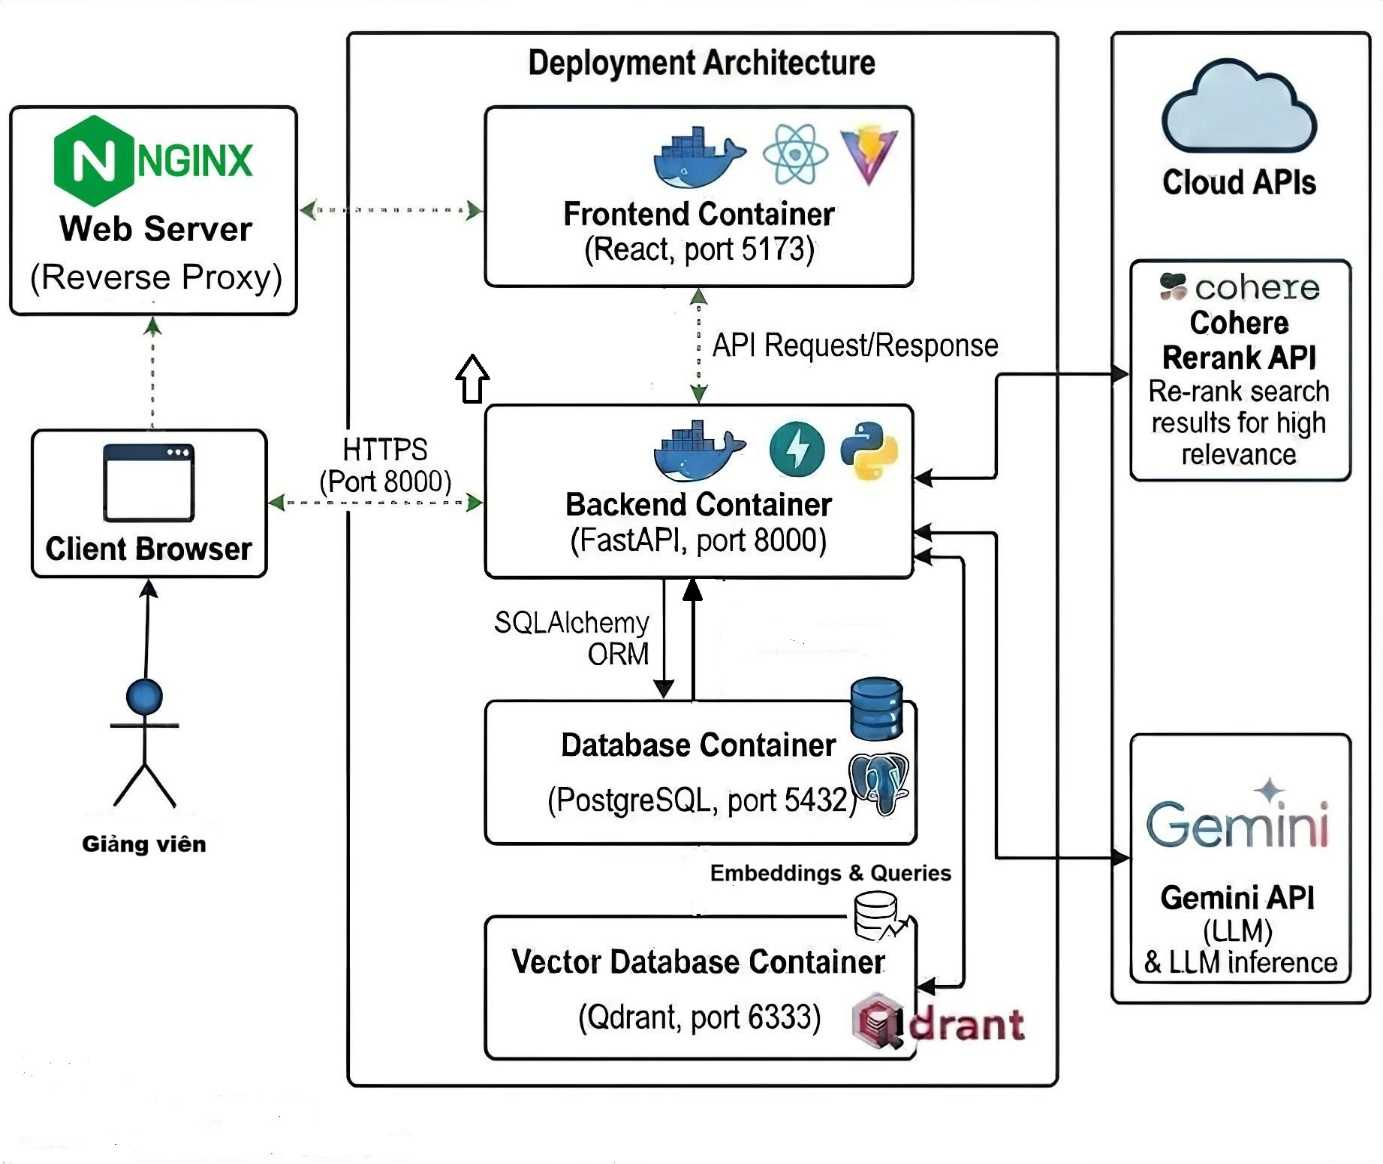 Deployment Architecture
NGINX
Web Server
(Reverse Proxy)
Frontend Container
(React, port 5173)
Cloud APIs
cohere
Cohere
Rerank API
Re-rank search
results for high
relevance
API Request/Response
HTTPS
(Port 8000)
Client Browser
Backend Container
(FastAPI, port 8000)
SQLAlchemy
ORM
Giảng viên
Database Container
(PostgreSQL, port 5432)
Embeddings & Queries
Vector Database Container
(Qdrant, port 6333)
Qdrant
Gemini
Gemini API
(LLM)
& LLM inference